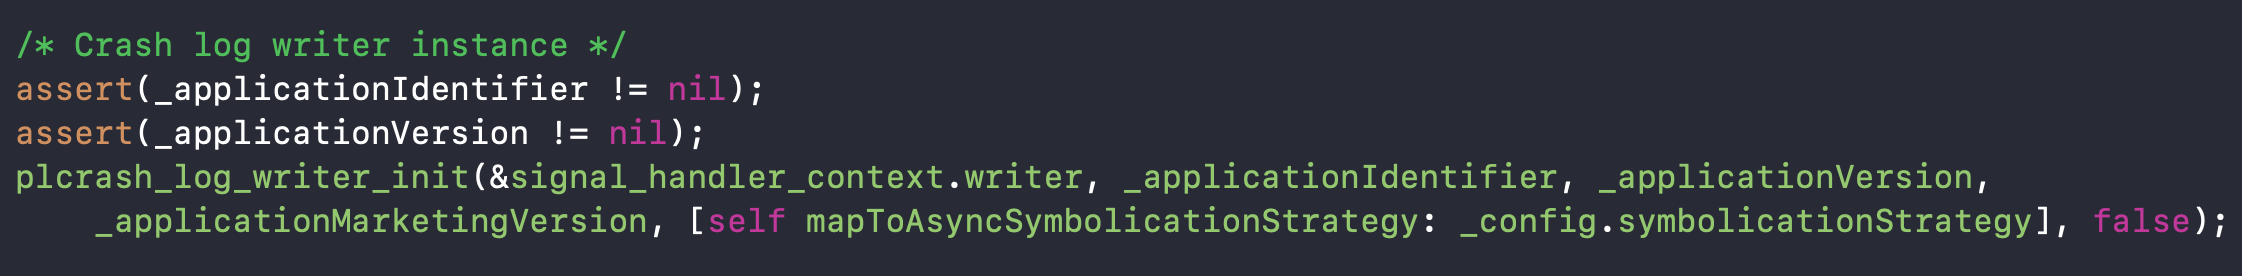 /* Crash log writer instance */
assert(_applicationIdentifier != nil);
assert(_applicationVersion != nil);
plcrash_log_writer_init(&signal_handler_context.writer, _applicationIdentifier, _applicationVersion,
    _applicationMarketingVersion, [self mapToAsyncSymbolicationStrategy: _config.symbolicationStrategy], false);